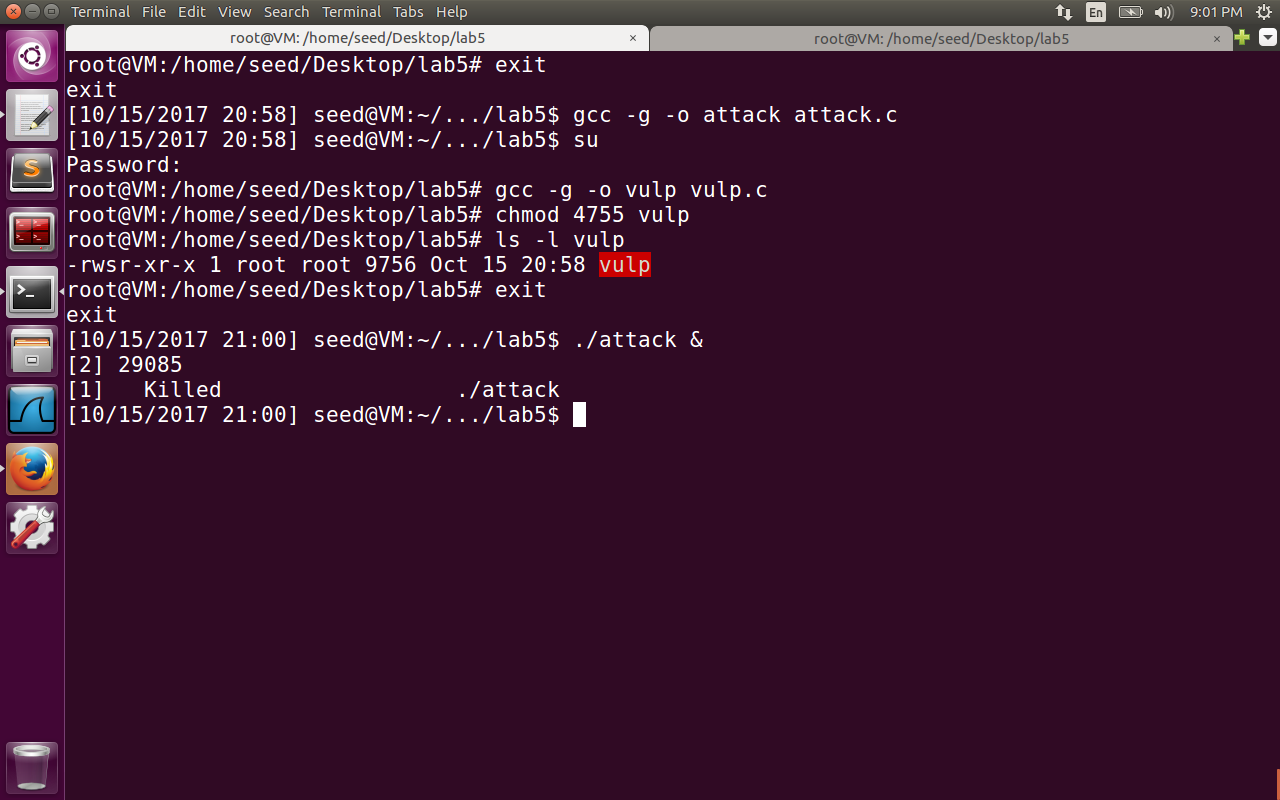 Terminal File Edit View Search Terminal Tabs Help En 9:01 PM
root@VM: /home/seed/Desktop/lab5 × root@VM: /home/seed/Desktop/lab5 ×
root@VM:/home/seed/Desktop/lab5# exit
exit
[10/15/2017 20:58] seed@VM:~/.../lab5$ gcc -g -o attack attack.c
[10/15/2017 20:58] seed@VM:~/.../lab5$ su
Password:
root@VM:/home/seed/Desktop/lab5# gcc -g -o vulp vulp.c
root@VM:/home/seed/Desktop/lab5# chmod 4755 vulp
root@VM:/home/seed/Desktop/lab5# ls -l vulp
-rwsr-xr-x 1 root root 9756 Oct 15 20:58 vulp
root@VM:/home/seed/Desktop/lab5# exit
exit
[10/15/2017 21:00] seed@VM:~/.../lab5$ ./attack &
[2] 29085
[1]   Killed                  ./attack
[10/15/2017 21:00] seed@VM:~/.../lab5$